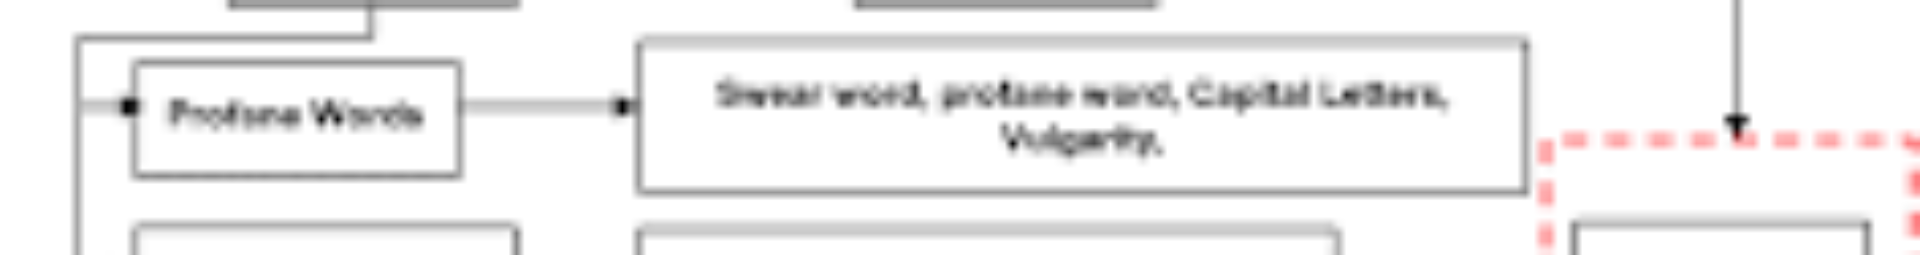 Profane Words
Swear word, profane word, Capital Letters,
Vulgarity,